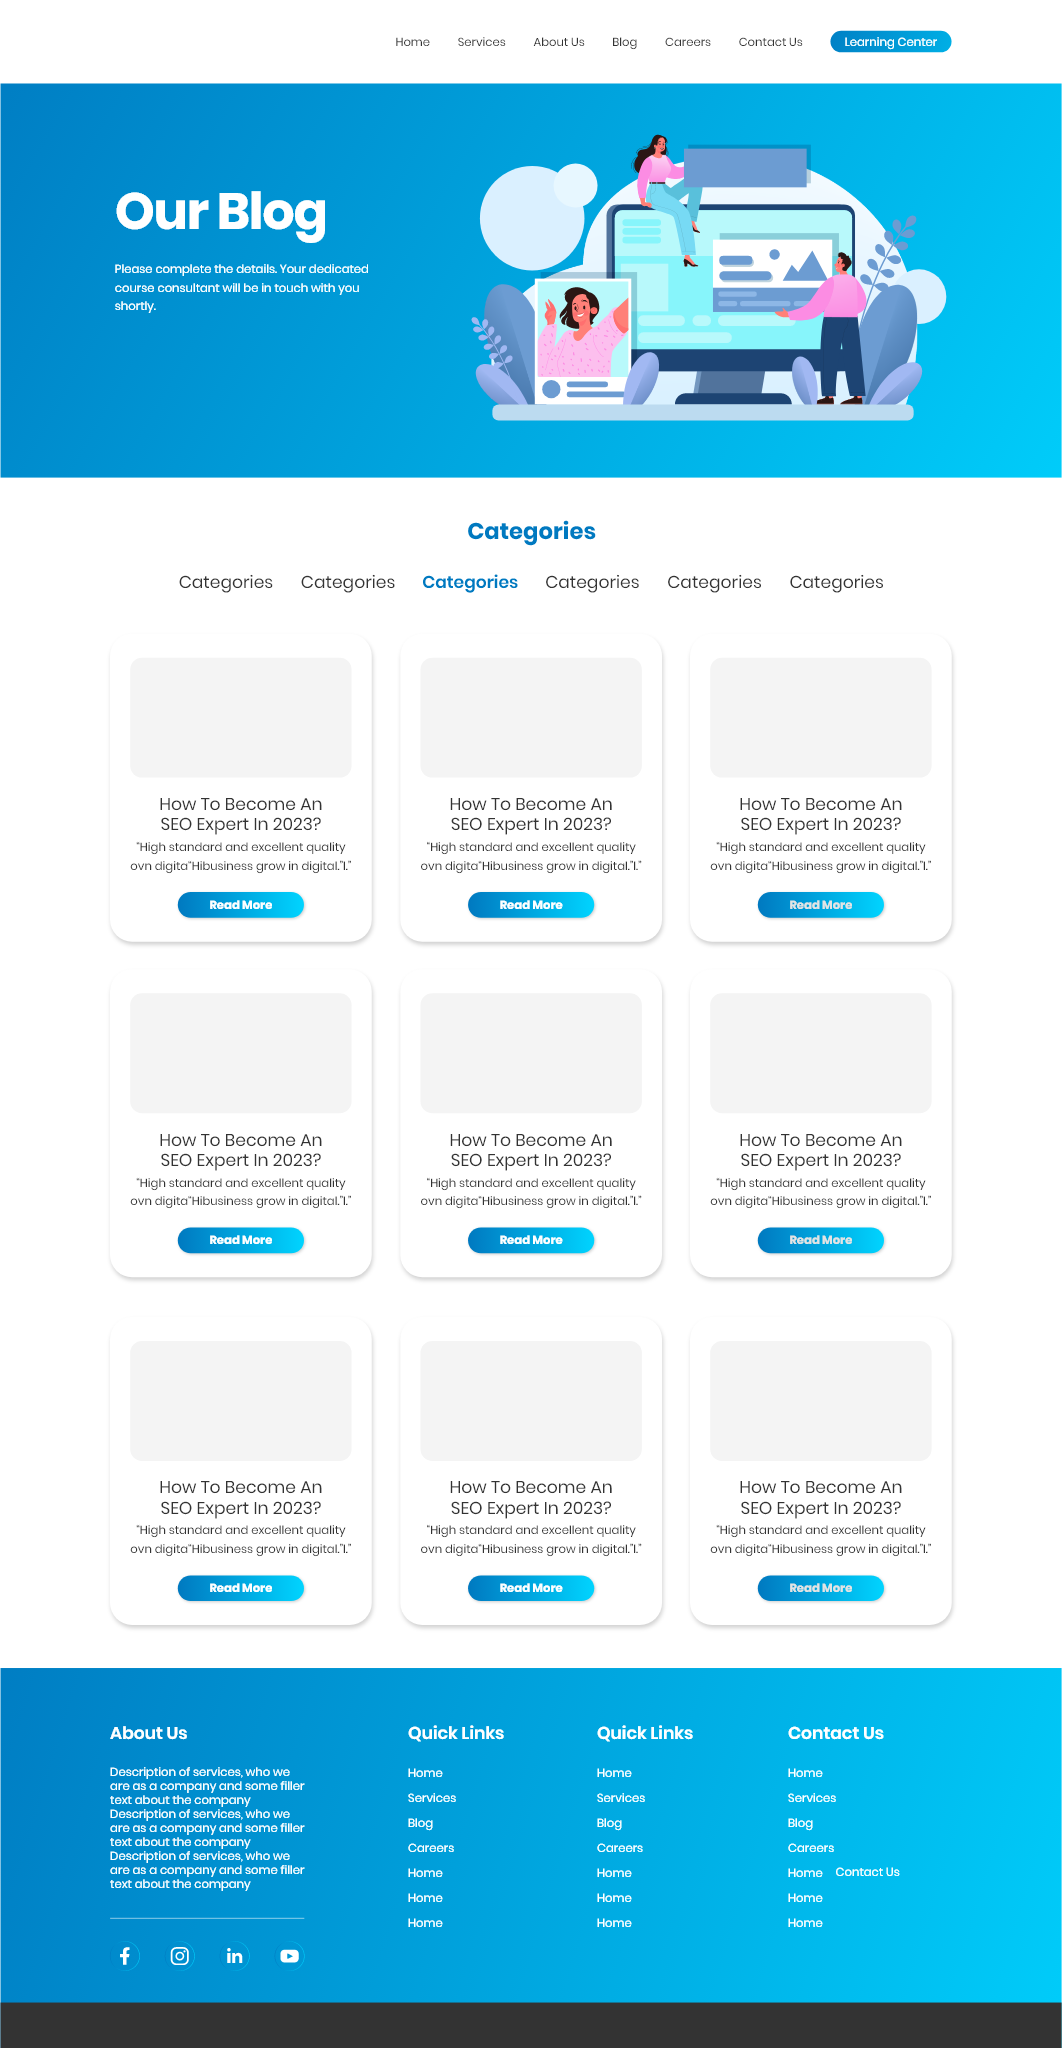 Home Services About Us Blog Careers Contact Us Learning Center
Our Blog
Please complete the details. Your dedicated
course consultant will be in touch with you
shortly.
Categories
Categories Categories Categories Categories Categories Categories
How To Become An
SEO Expert In 2023?
"High standard and excellent quality
ovn digita"Hibusiness grow in digital."l."
Read More
How To Become An
SEO Expert In 2023?
"High standard and excellent quality
ovn digita"Hibusiness grow in digital."l."
Read More
How To Become An
SEO Expert In 2023?
"High standard and excellent quality
ovn digita"Hibusiness grow in digital."l."
Read More
How To Become An
SEO Expert In 2023?
"High standard and excellent quality
ovn digita"Hibusiness grow in digital."l."
Read More
How To Become An
SEO Expert In 2023?
"High standard and excellent quality
ovn digita"Hibusiness grow in digital."l."
Read More
How To Become An
SEO Expert In 2023?
"High standard and excellent quality
ovn digita"Hibusiness grow in digital."l."
Read More
How To Become An
SEO Expert In 2023?
"High standard and excellent quality
ovn digita"Hibusiness grow in digital."l."
Read More
How To Become An
SEO Expert In 2023?
"High standard and excellent quality
ovn digita"Hibusiness grow in digital."l."
Read More
How To Become An
SEO Expert In 2023?
"High standard and excellent quality
ovn digita"Hibusiness grow in digital."l."
Read More
About Us
Description of services, who we
are as a company and some filler
text about the company
Description of services, who we
are as a company and some filler
text about the company
Description of services, who we
are as a company and some filler
text about the company
Quick Links
Home
Services
Blog
Careers
Home
Home
Home
Quick Links
Home
Services
Blog
Careers
Home
Home
Home
Contact Us
Home
Services
Blog
Careers
Home Contact Us
Home
Home